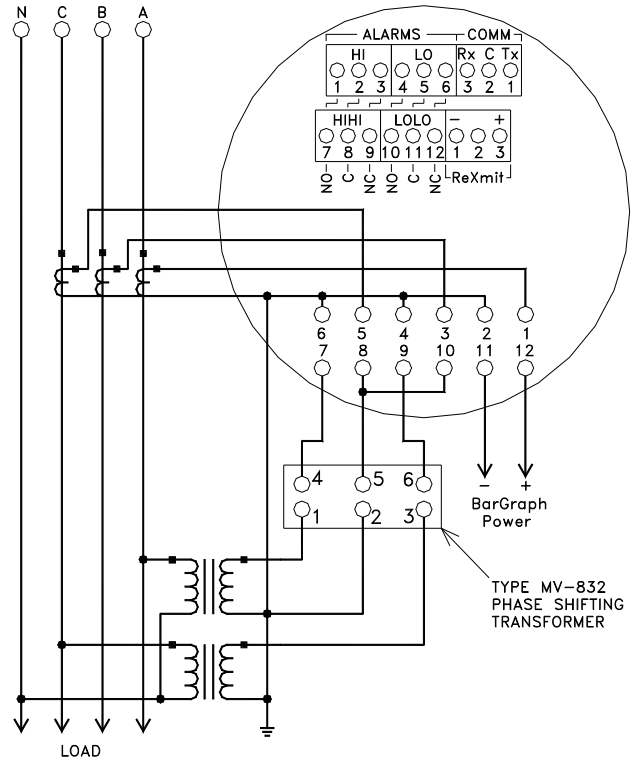 N C B A
ALARMS COMM
HI LO Rx C Tx
1 2 3 4 5 6 3 2 1
HIHI LOLO − +
7 8 9 10 11 12 1 2 3
NO C NC NO C NC ReXmit
6 5 4 3 2 1
7 8 9 10 11 12
− +
BarGraph
Power
4 5 6
1 2 3
TYPE MV−832
PHASE SHIFTING
TRANSFORMER
LOAD